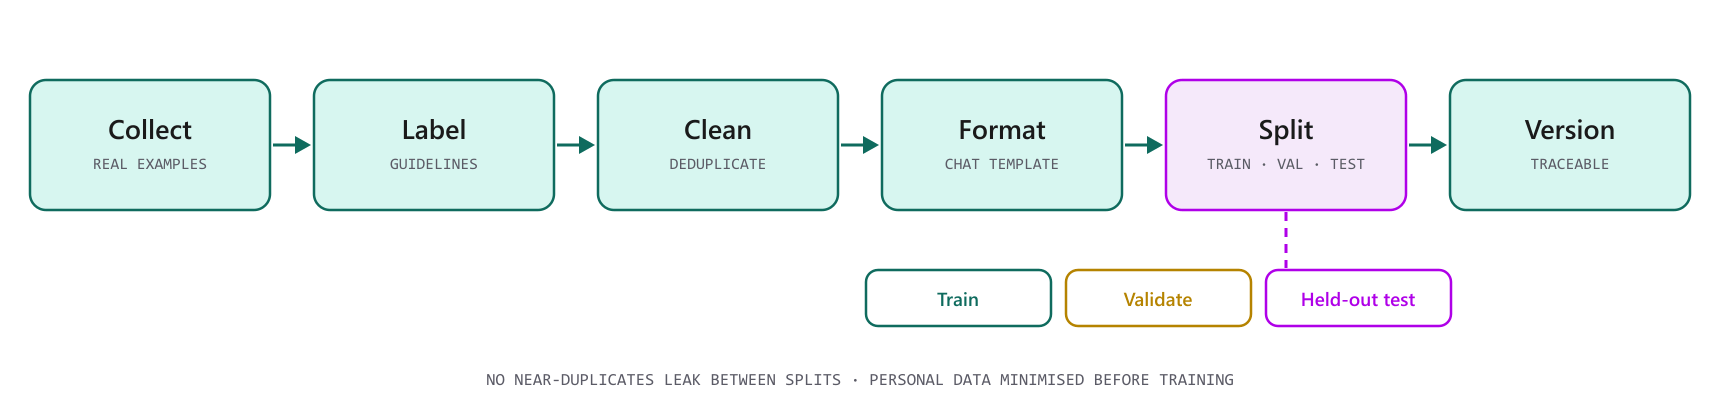 Collect
REAL EXAMPLES
Label
GUIDELINES
Clean
DEDUPLICATE
Format
CHAT TEMPLATE
Split
TRAIN · VAL · TEST
Version
TRACEABLE
Train
Validate
Held-out test
NO NEAR-DUPLICATES LEAK BETWEEN SPLITS · PERSONAL DATA MINIMISED BEFORE TRAINING